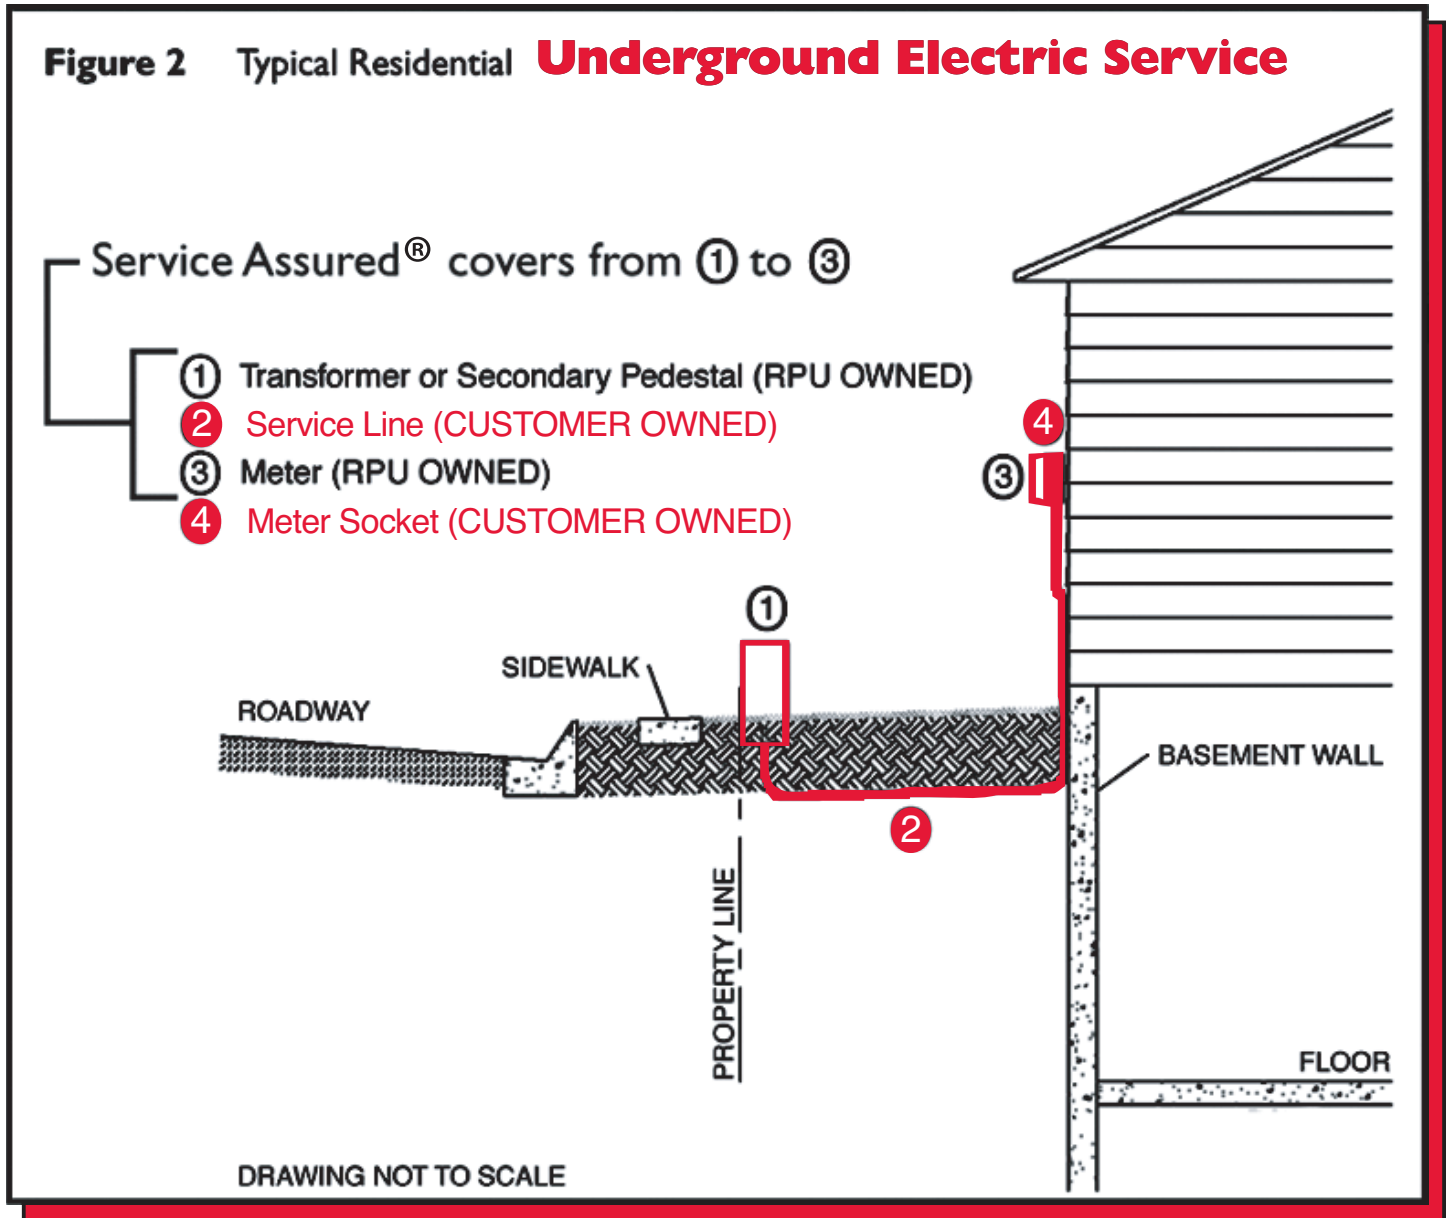 Figure 2 Typical Residential Underground Electric Service
Service Assured® covers from 1 to 3
1 Transformer or Secondary Pedestal (RPU OWNED)
2 Service Line (CUSTOMER OWNED)
3 Meter (RPU OWNED)
4 Meter Socket (CUSTOMER OWNED)
4
3
1
SIDEWALK
ROADWAY
BASEMENT WALL
2
PROPERTY LINE
FLOOR
DRAWING NOT TO SCALE